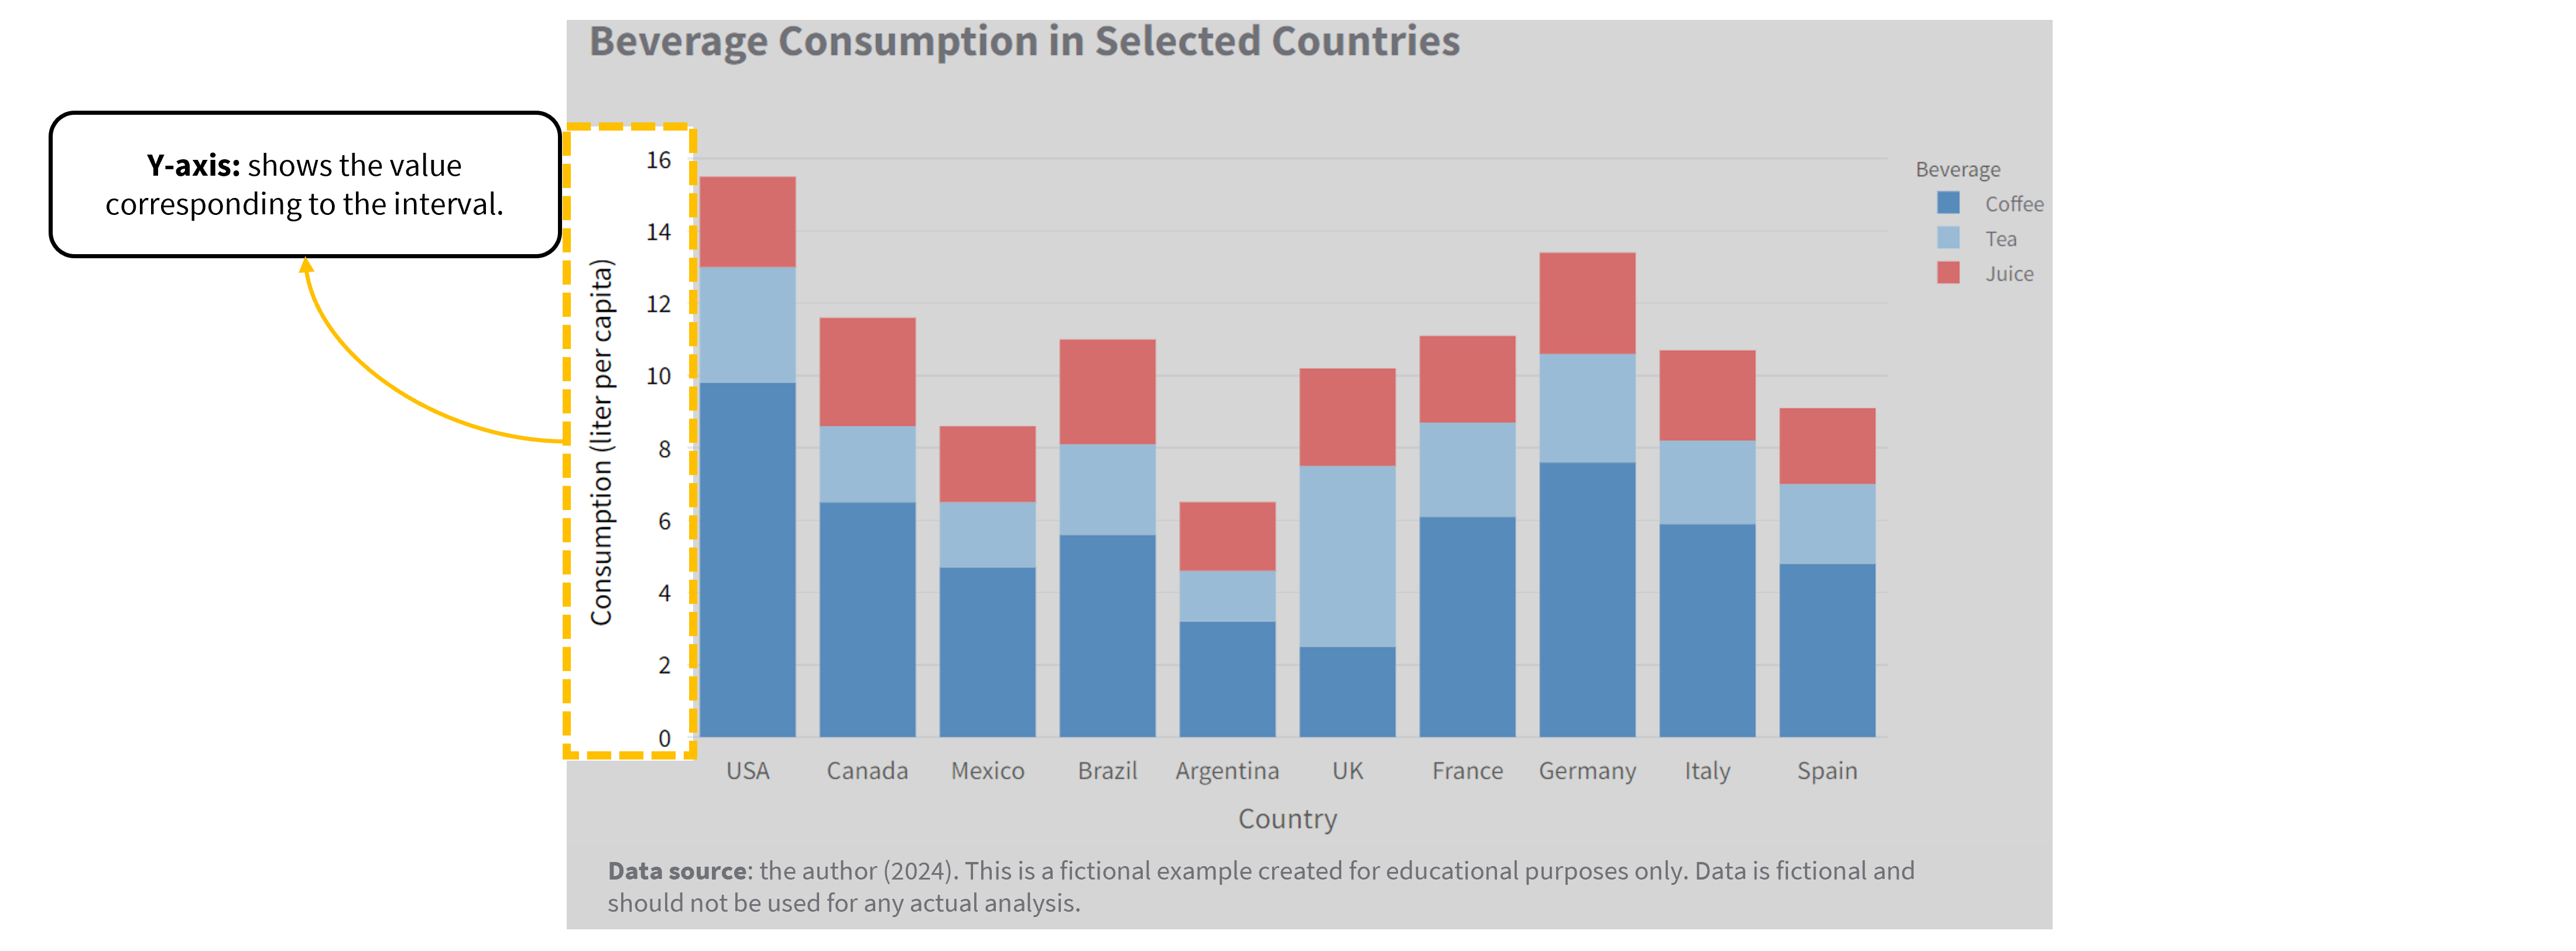 Beverage Consumption in Selected Countries
Y-axis: shows the value
corresponding to the interval.
Consumption (liter per capita)
16
14
12
10
8
6
4
2
0
USA
Canada
Mexico
Brazil
Argentina
UK
France
Germany
Italy
Spain
Country
Beverage
Coffee
Tea
Juice
Data source: the author (2024). This is a fictional example created for educational purposes only. Data is fictional and
should not be used for any actual analysis.